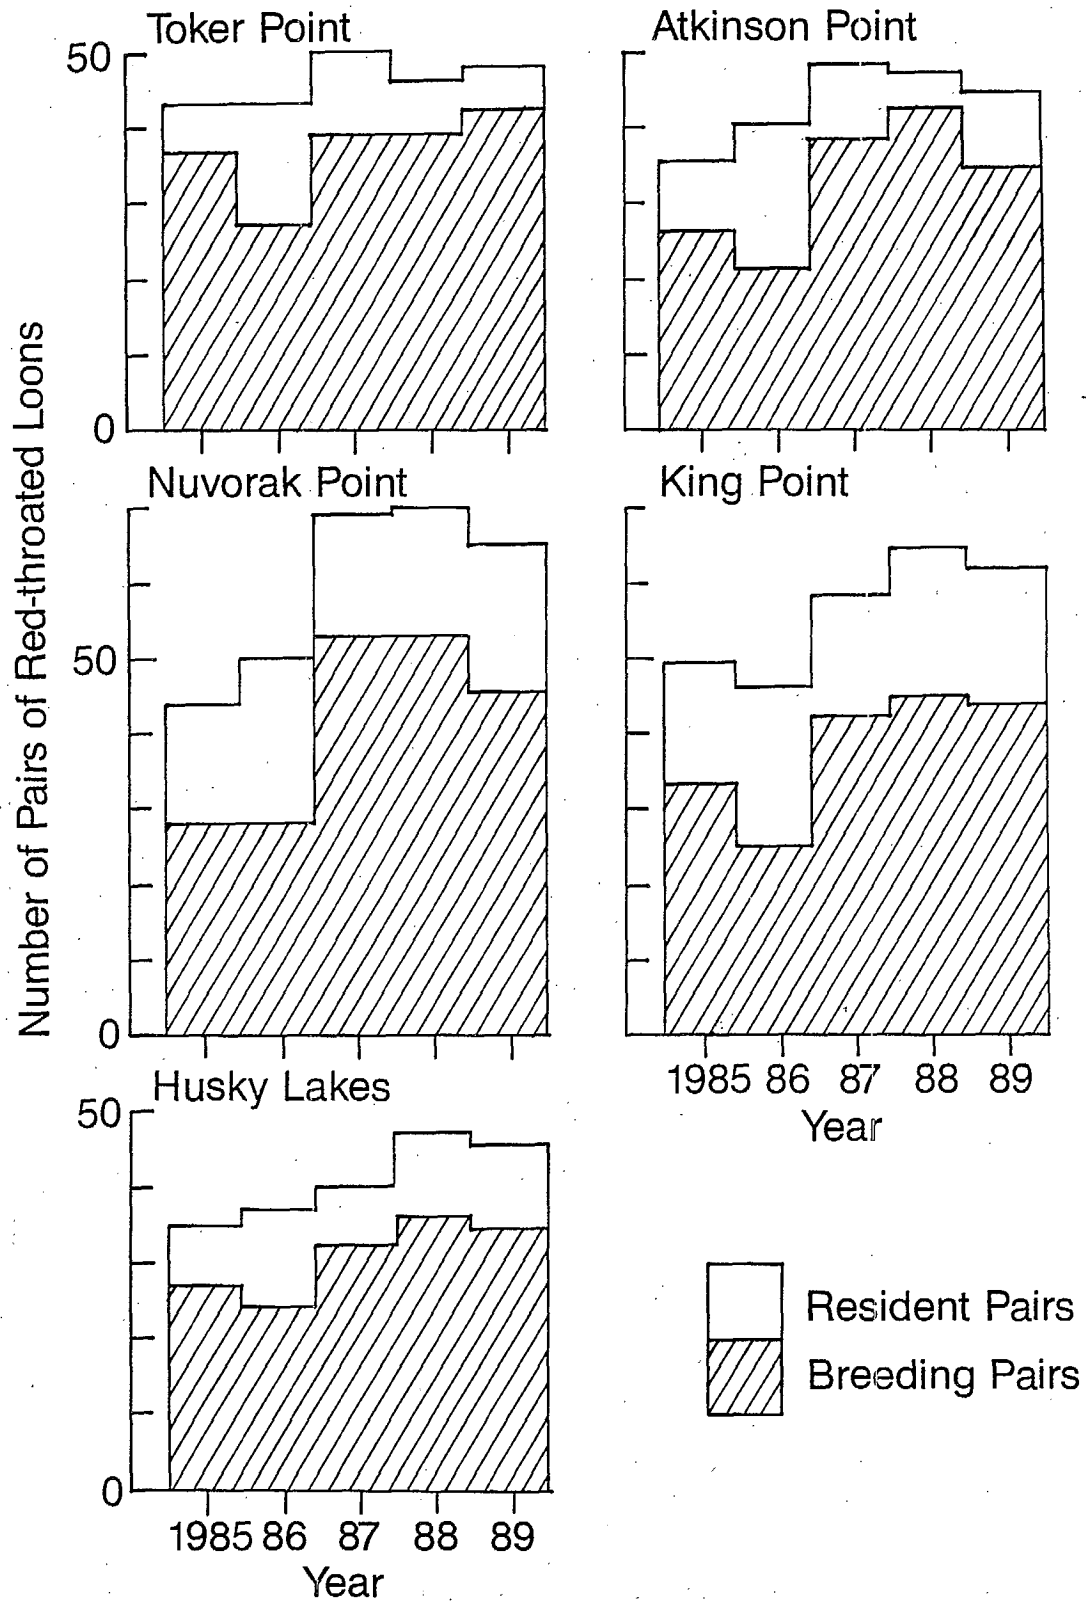 Number of Pairs of Red-throated Loons
Toker Point
50
0
Atkinson Point
Nuvorak Point
50
0
King Point
1985 86 87 88 89
Year
Husky Lakes
50
0
1985 86 87 88 89
Year
Resident Pairs
Breeding Pairs